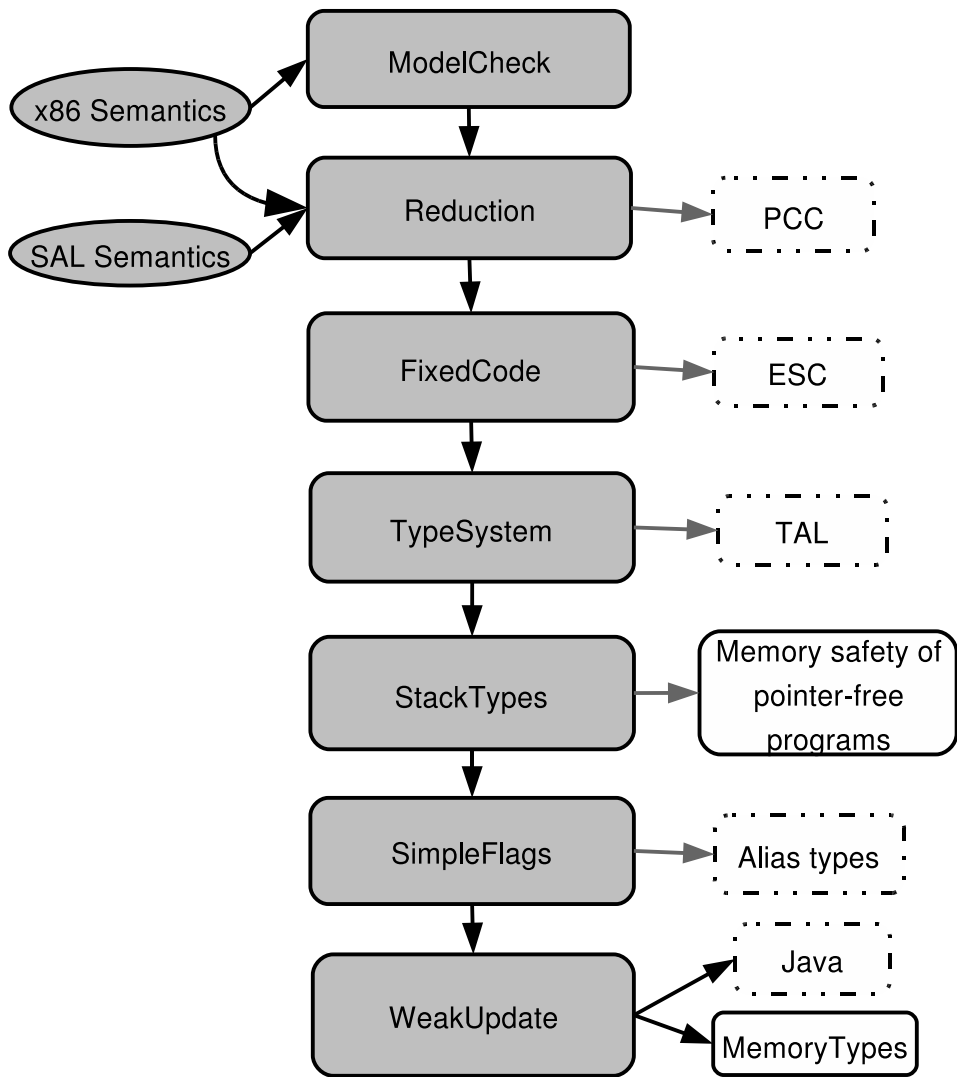 ModelCheck
x86 Semantics
Reduction
PCC
SAL Semantics
FixedCode
ESC
TypeSystem
TAL
StackTypes
Memory safety of
pointer-free
programs
SimpleFlags
Alias types
Java
WeakUpdate
MemoryTypes